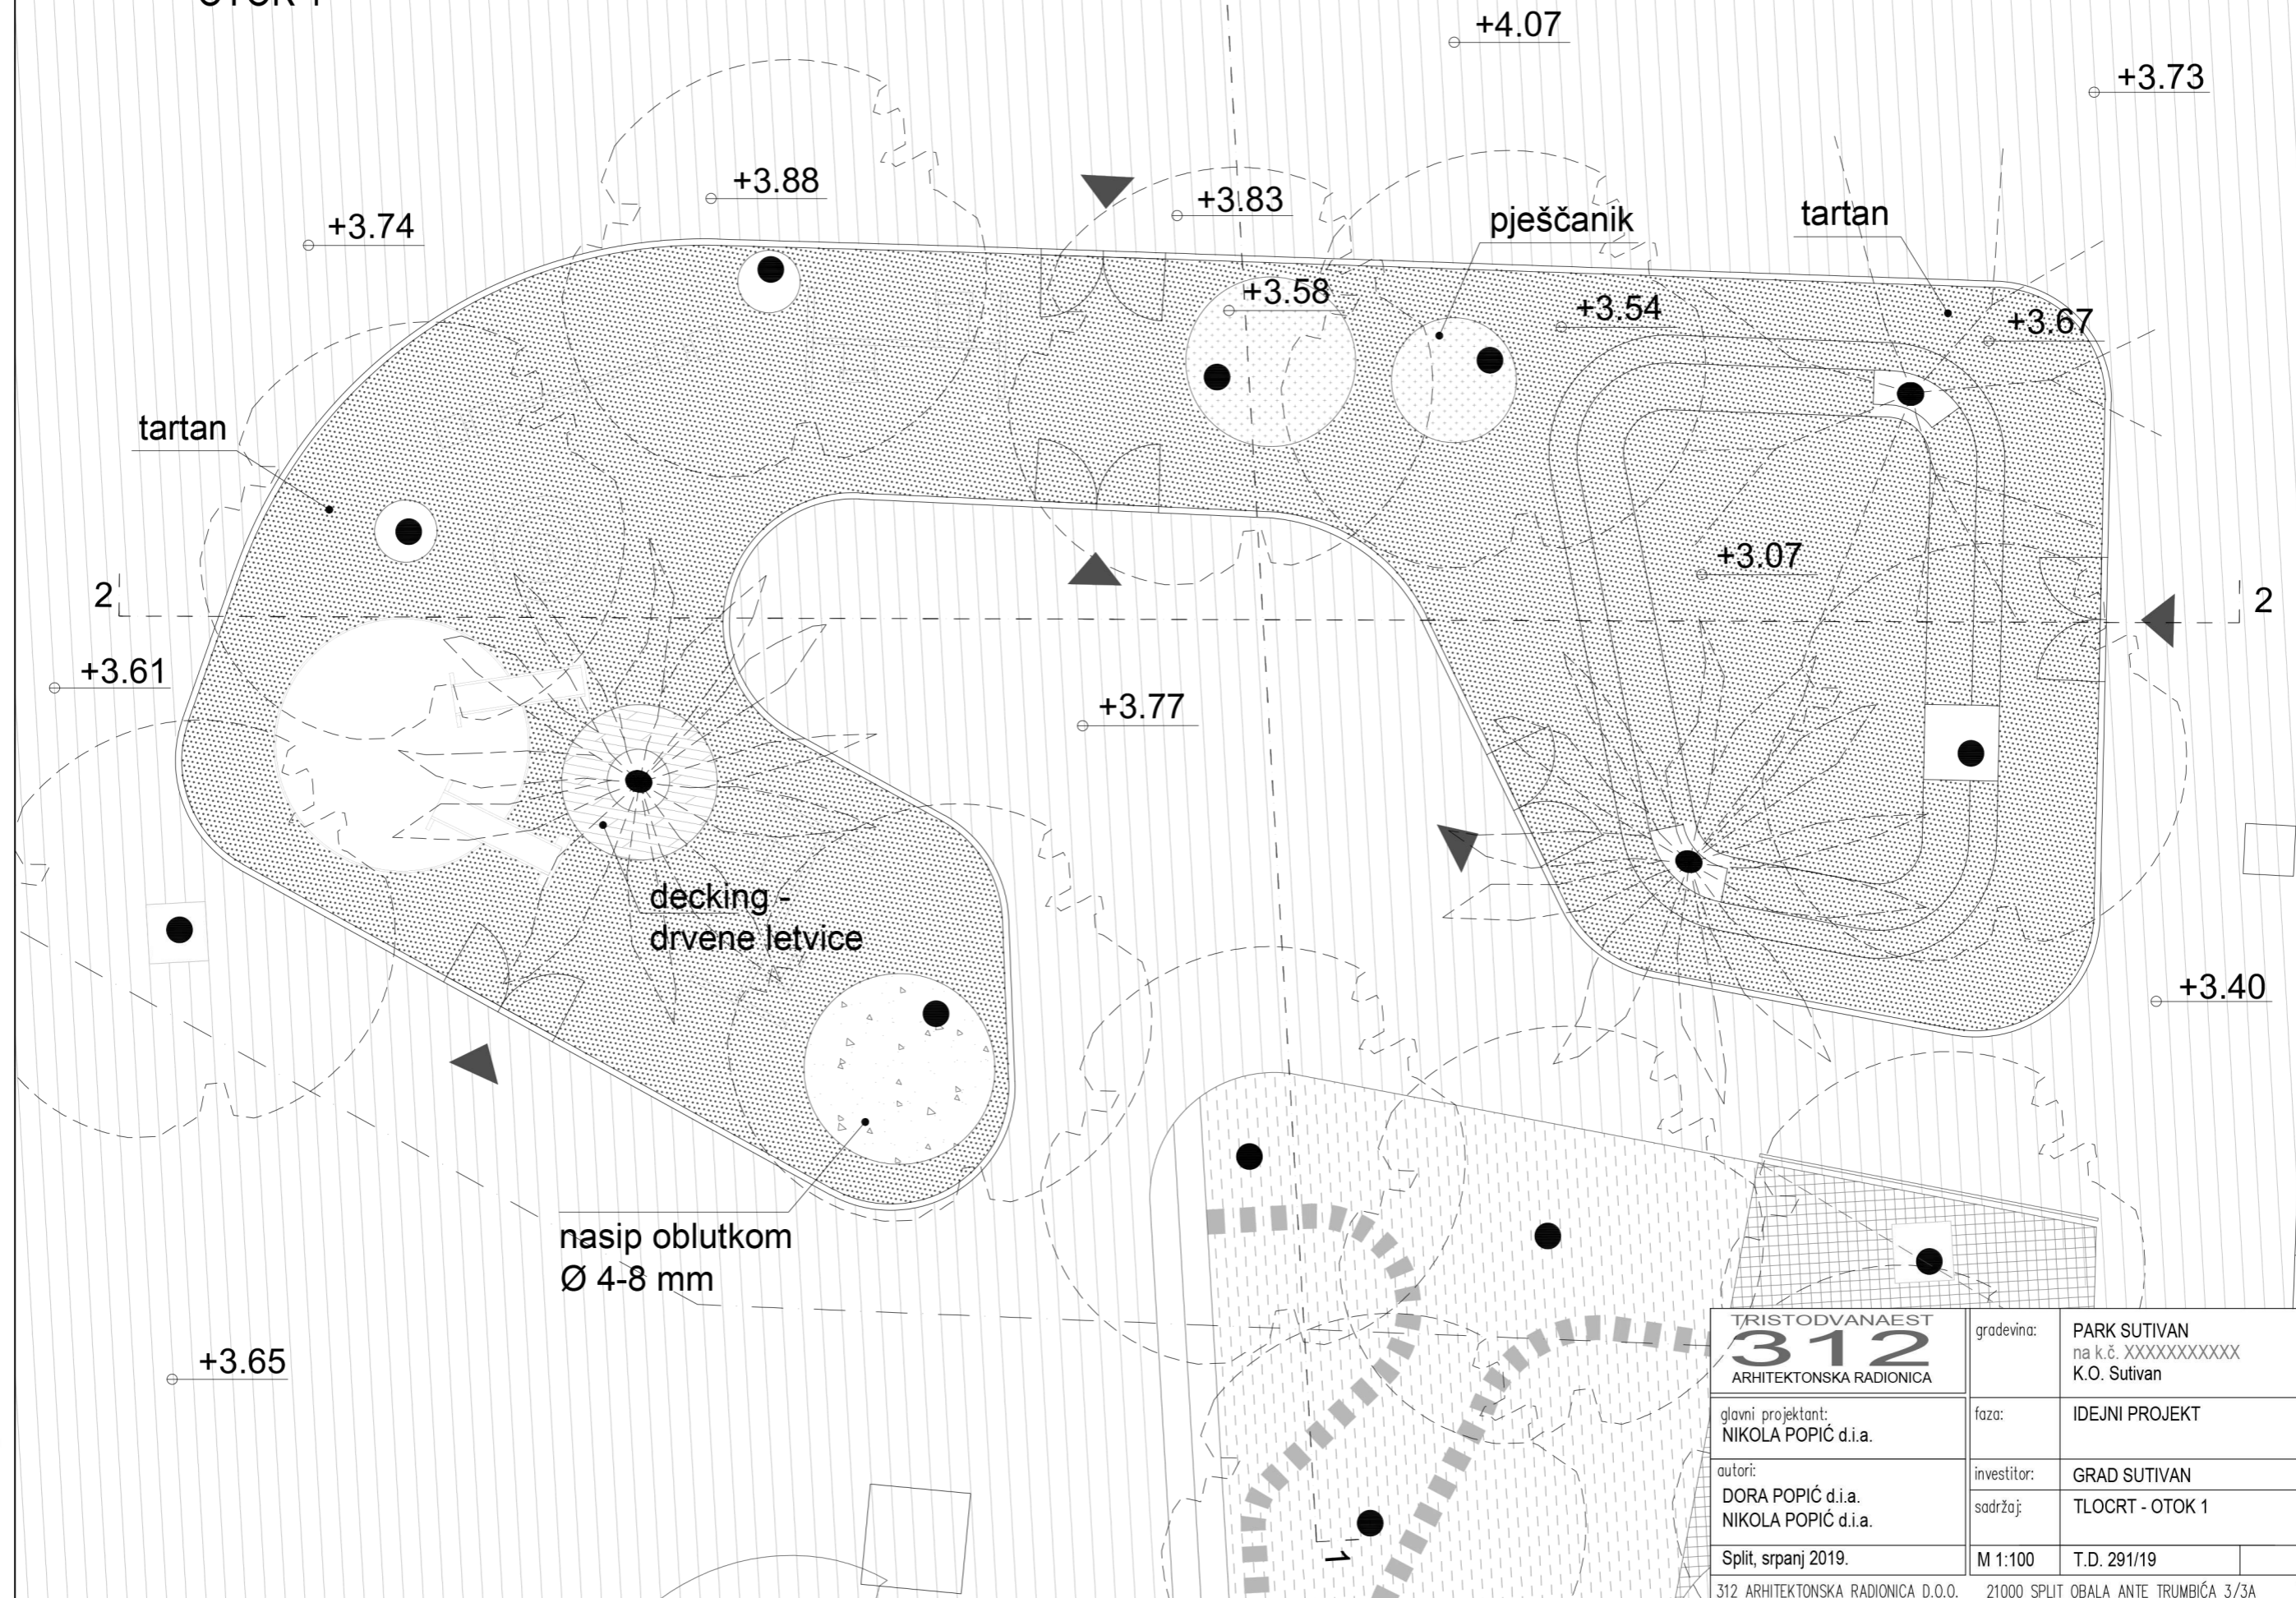 OTOK 1
+4.07
+3.73
+3.88
+3.83
+3.74
pješčanik
tartan
+3.58
+3.54
+3.67
tartan
+3.07
2
2
+3.61
+3.77
decking -
drvene letvice
+3.40
nasip oblutkom
Ø 4-8 mm
+3.65
1
TRISTODVANAEST
312
ARHITEKTONSKA RADIONICA
gradevina:
PARK SUTIVAN
na k.č. XXXXXXXXXXX
K.O. Sutivan
glavni projektant:
NIKOLA POPIĆ d.i.a.
faza:
IDEJNI PROJEKT
autori:
DORA POPIĆ d.i.a.
NIKOLA POPIĆ d.i.a.
investitor:
GRAD SUTIVAN
sadržaj:
TLOCRT - OTOK 1
Split, srpanj 2019.
M 1:100
T.D. 291/19
312 ARHITEKTONSKA RADIONICA D.O.O. 21000 SPLIT OBALA ANTE TRUMBIĆA 3/3A